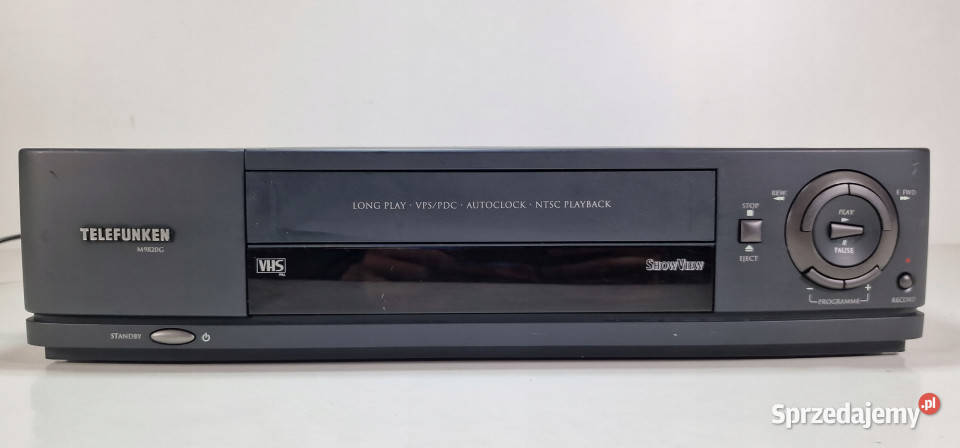 TELEFUNKEN
M9820G
LONG PLAY · VPS/PDC · AUTOCLOCK · NTSC PLAYBACK
VHS
PAL
SHOWVIEW
STANDBY
STOP
EJECT
REW
F. FWD
PLAY
PAUSE
− PROGRAMME +
RECORD
Sprzedajemy.pl